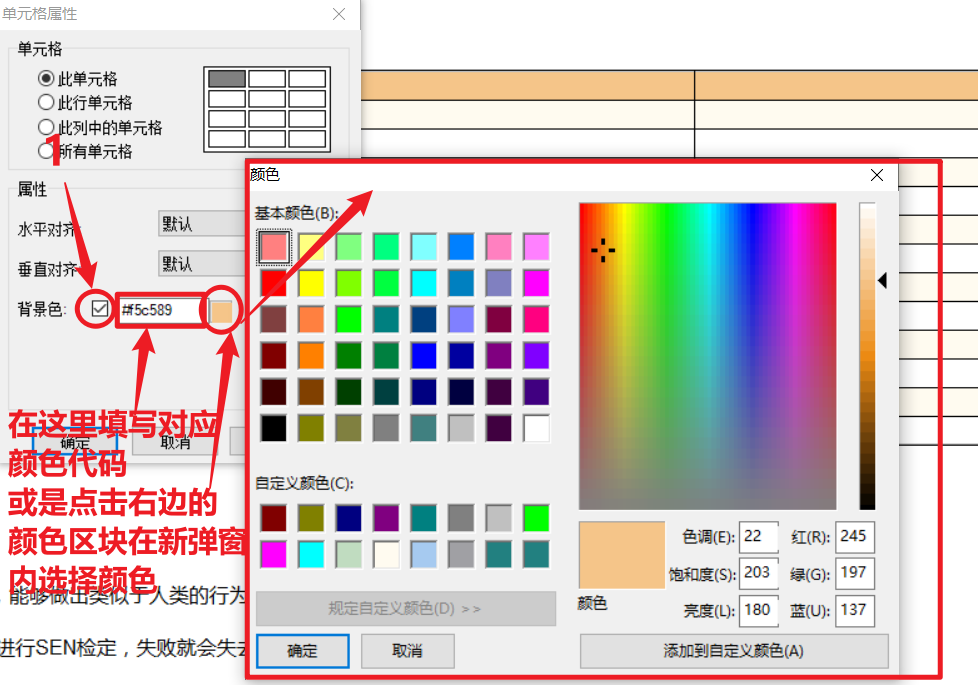 单元格属性
单元格
此单元格
此行单元格
此列中的单元格
所有单元格
1
属性
水平对齐
默认
垂直对齐
默认
背景色:
#f5c589
确定
取消
在这里填写对应
颜色代码
或是点击右边的
颜色区块在新弹窗
内选择颜色
能够做出类似于人类的行为
进行SEN检定，失败就会失去
颜色
基本颜色(B):
自定义颜色(C):
规定自定义颜色(D) >>
确定
取消
颜色
色调(E): 22
红(R): 245
饱和度(S): 203
绿(G): 197
亮度(L): 180
蓝(U): 137
添加到自定义颜色(A)